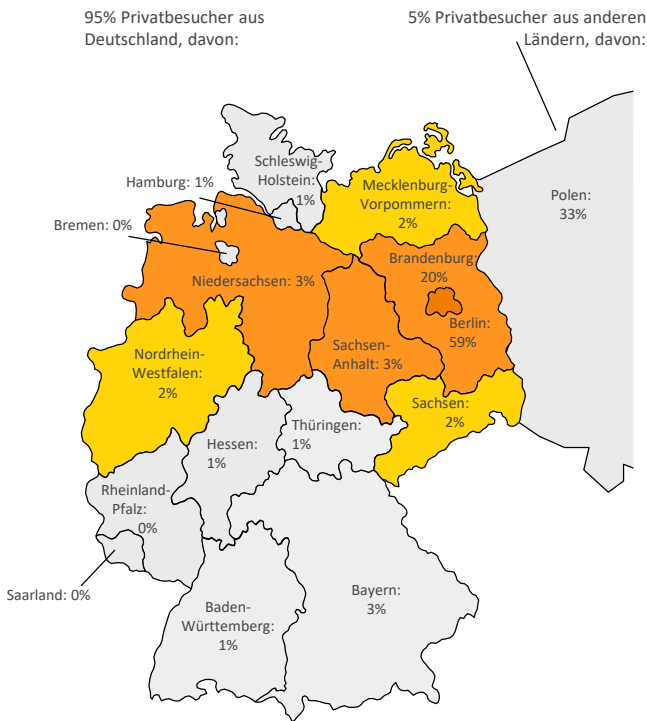 95% Privatbesucher aus
Deutschland, davon:
5% Privatbesucher aus anderen
Ländern, davon:
Schleswig-
Holstein:
1%
Hamburg: 1%
Mecklenburg-
Vorpommern:
2%
Polen:
33%
Bremen: 0%
Brandenburg:
20%
Niedersachsen: 3%
Berlin:
59%
Sachsen-
Anhalt: 3%
Nordrhein-
Westfalen:
2%
Sachsen:
2%
Thüringen:
1%
Hessen:
1%
Rheinland-
Pfalz:
0%
Saarland: 0%
Bayern:
3%
Baden-
Württemberg:
1%